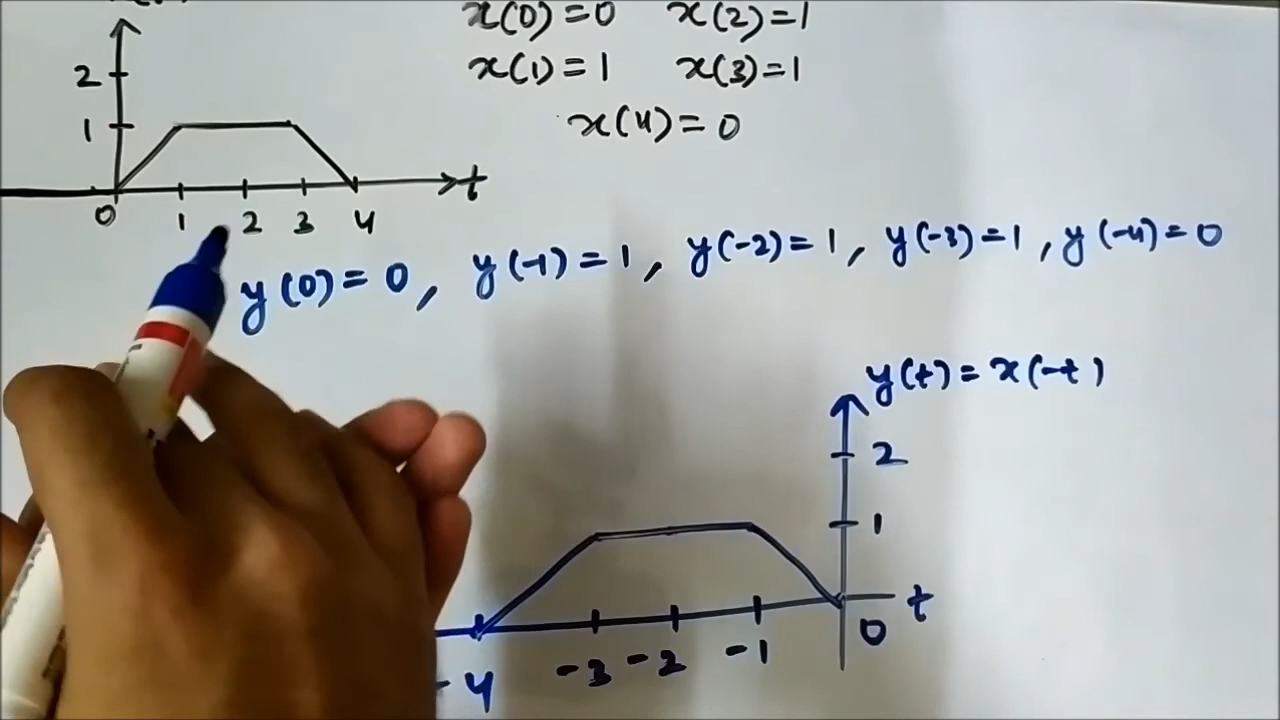 x(0)=0 x(2)=1
2
x(1)=1 x(3)=1
1
x(4)=0
t
0 1 2 3 4
y(0)=0, y(-1)=1, y(-2)=1, y(-3)=1, y(-4)=0
y(t)=x(-t)
2
1
t
-4 -3 -2 -1 0